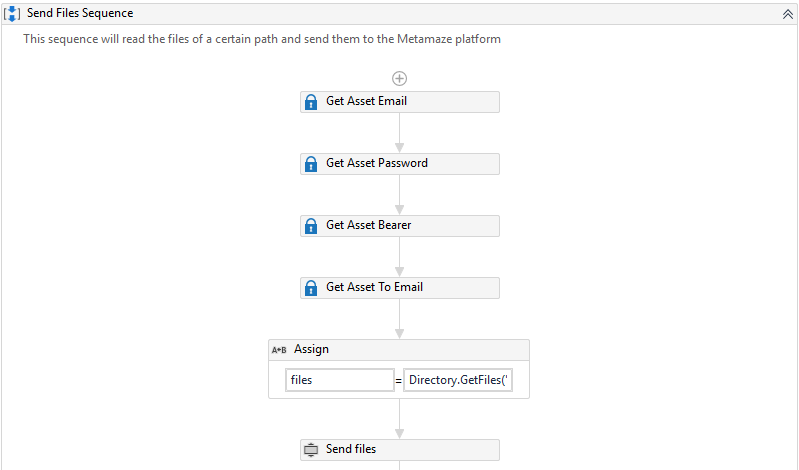 Send Files Sequence
This sequence will read the files of a certain path and send them to the Metamaze platform
Get Asset Email
Get Asset Password
Get Asset Bearer
Get Asset To Email
A+B Assign
files = Directory.GetFiles('
Send files